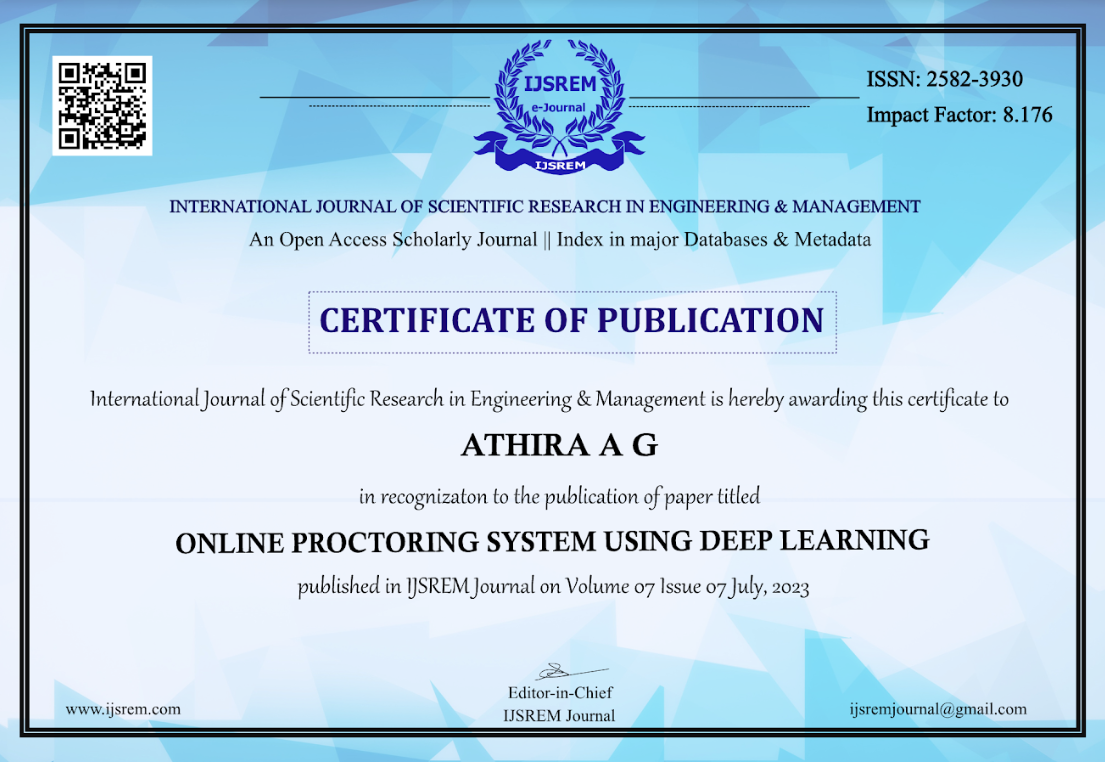 IJSREM
e-Journal
IJSREM
ISSN: 2582-3930
Impact Factor: 8.176
INTERNATIONAL JOURNAL OF SCIENTIFIC RESEARCH IN ENGINEERING & MANAGEMENT
An Open Access Scholarly Journal || Index in major Databases & Metadata
CERTIFICATE OF PUBLICATION
International Journal of Scientific Research in Engineering & Management is hereby awarding this certificate to
ATHIRA A G
in recognizaton to the publication of paper titled
ONLINE PROCTORING SYSTEM USING DEEP LEARNING
published in IJSREM Journal on Volume 07 Issue 07 July, 2023
Editor-in-Chief
IJSREM Journal
www.ijsrem.com
ijsremjournal@gmail.com